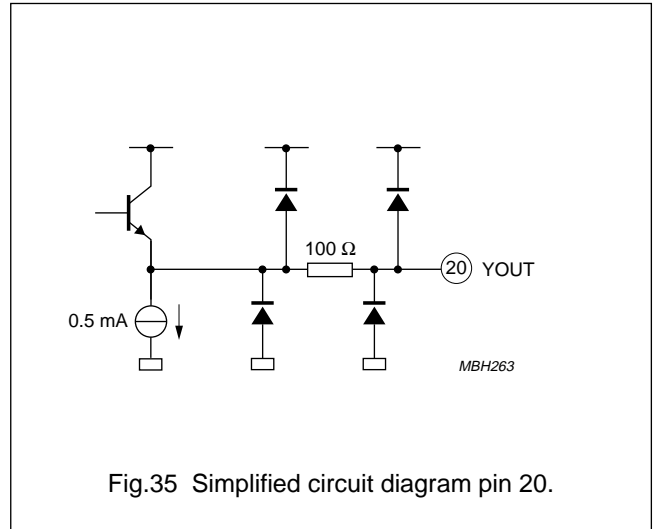 100 Ω
20 YOUT
0.5 mA
MBH263
Fig.35 Simplified circuit diagram pin 20.